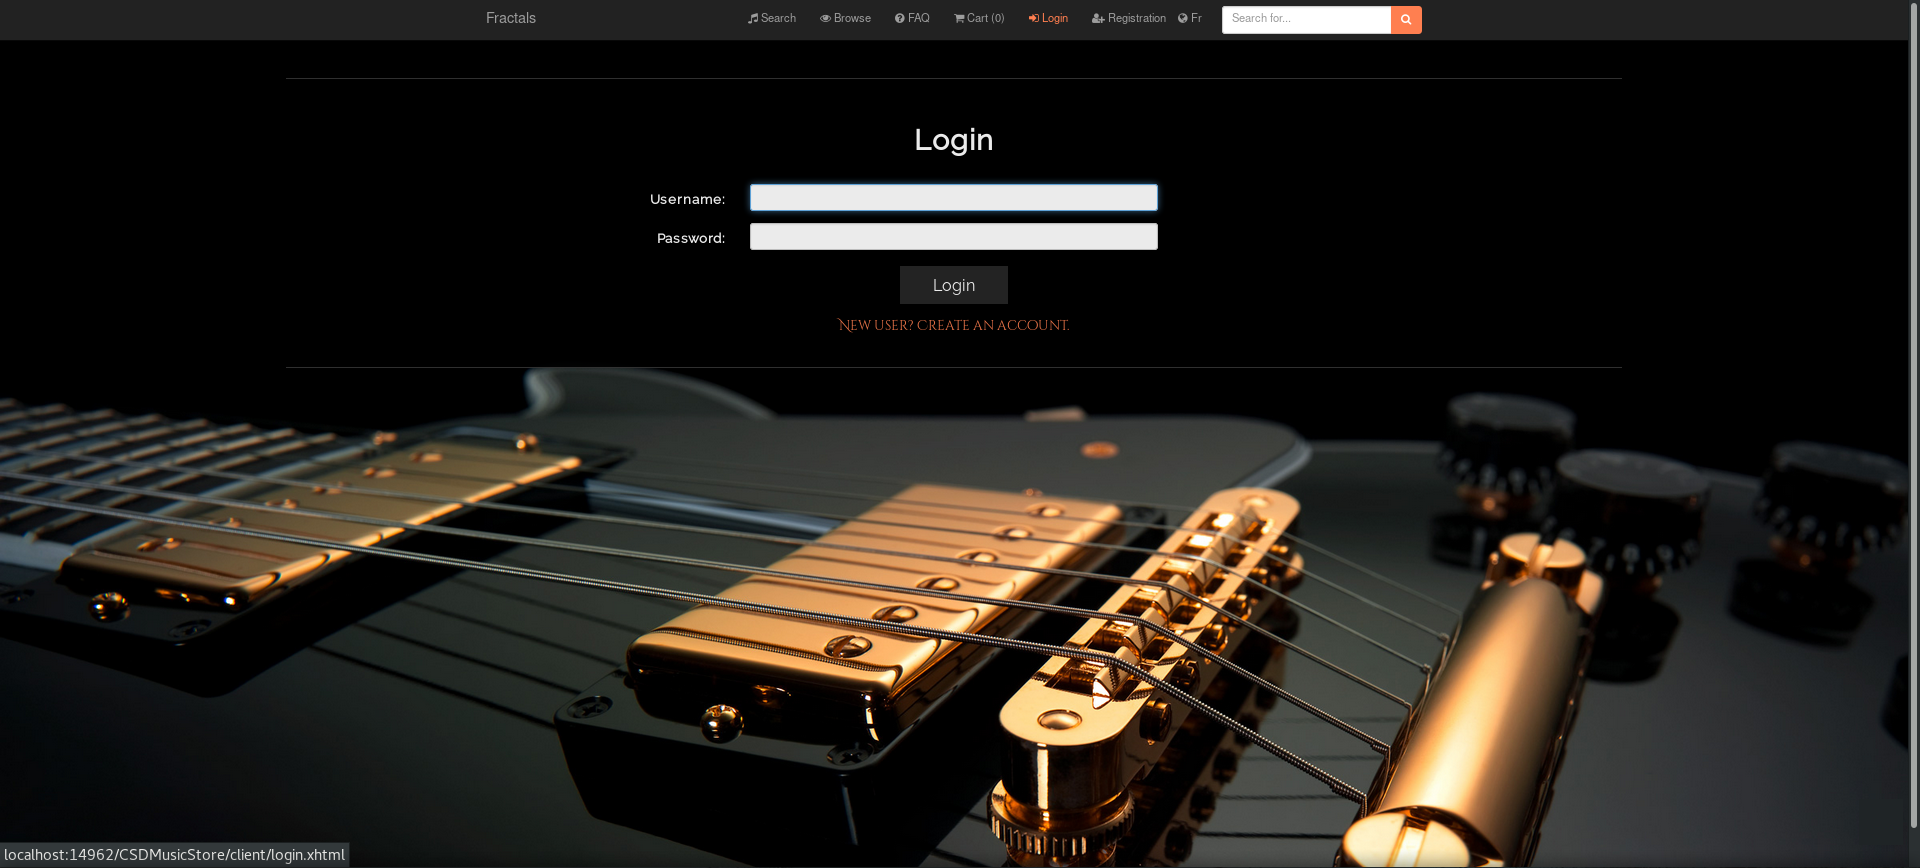 Fractals Search Browse FAQ Cart (0) Login Registration Fr Search for...
Login
Username:
Password:
Login
New user? Create an account.
localhost:14962/CSDMusicStore/client/login.xhtml